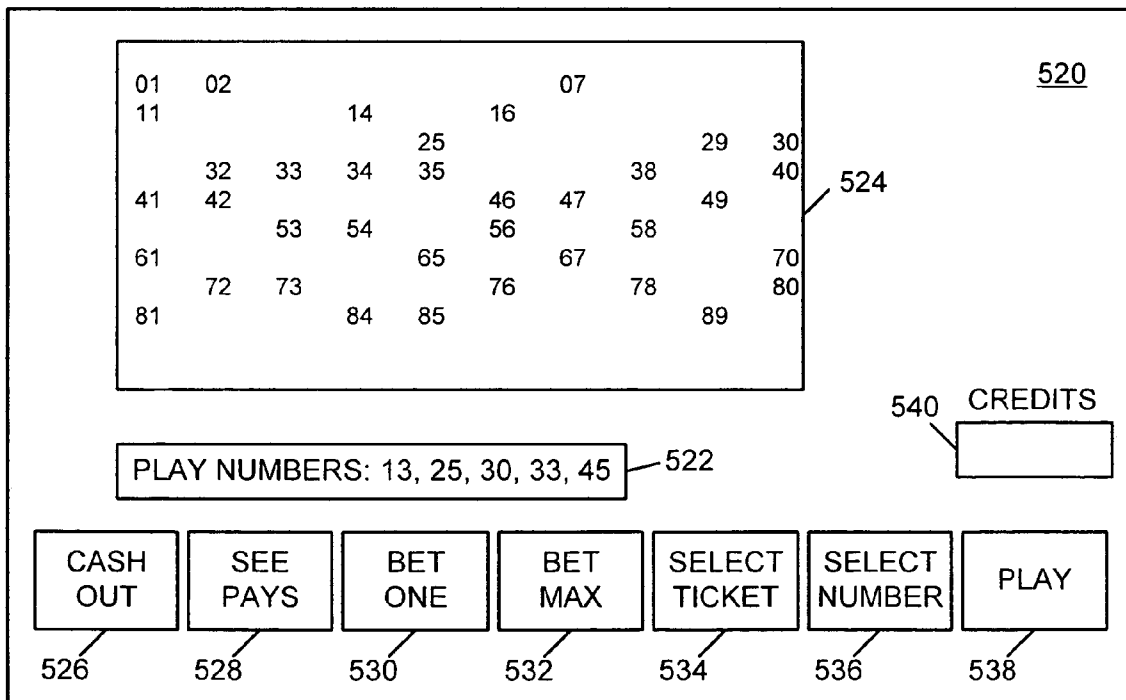 01 02 07
520
11 14 16
25 29 30
32 33 34 35 38 40
524
41 42 46 47 49
53 54 56 58
61 65 67 70
72 73 76 78 80
81 84 85 89
540 CREDITS
PLAY NUMBERS: 13, 25, 30, 33, 45
522
CASH OUT
SEE PAYS
BET ONE
BET MAX
SELECT TICKET
SELECT NUMBER
PLAY
526 528 530 532 534 536 538